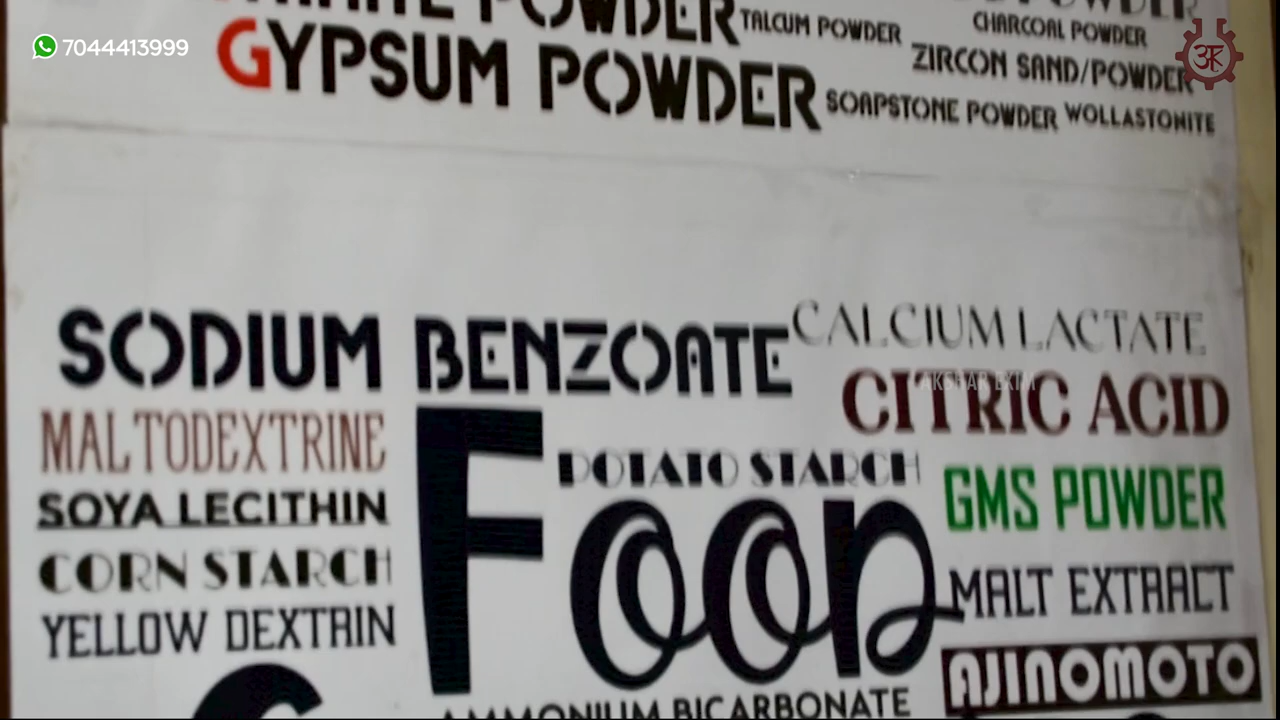 7044413999
POWDER
TALCUM POWDER
CHARCOAL POWDER
GYPSUM POWDER
ZIRCON SAND/POWDER
SOAPSTONE POWDER
WOLLASTONITE
SODIUM BENZOATE
CALCIUM LACTATE
AKSHAR EXIM
CITRIC ACID
MALTODEXTRINE
POTATO STARCH
GMS POWDER
SOYA LECITHIN
FOOD
CORN STARCH
MALT EXTRACT
YELLOW DEXTRIN
AJINOMOTO
AMMONIUM BICARBONATE